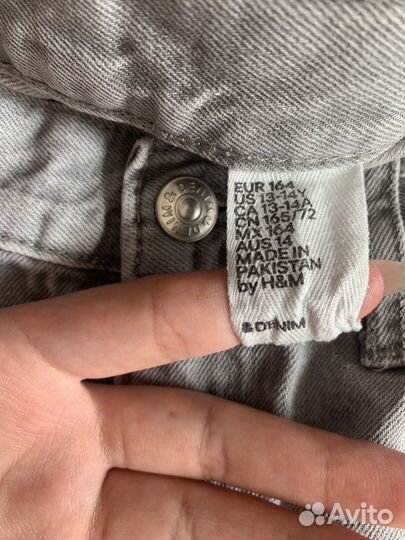 EUR 164
US 13-14Y
CA 13-14A
CN 165/72
MX 164
AUS 14
MADE IN
PAKISTAN
by H&M
&DENIM
Avito